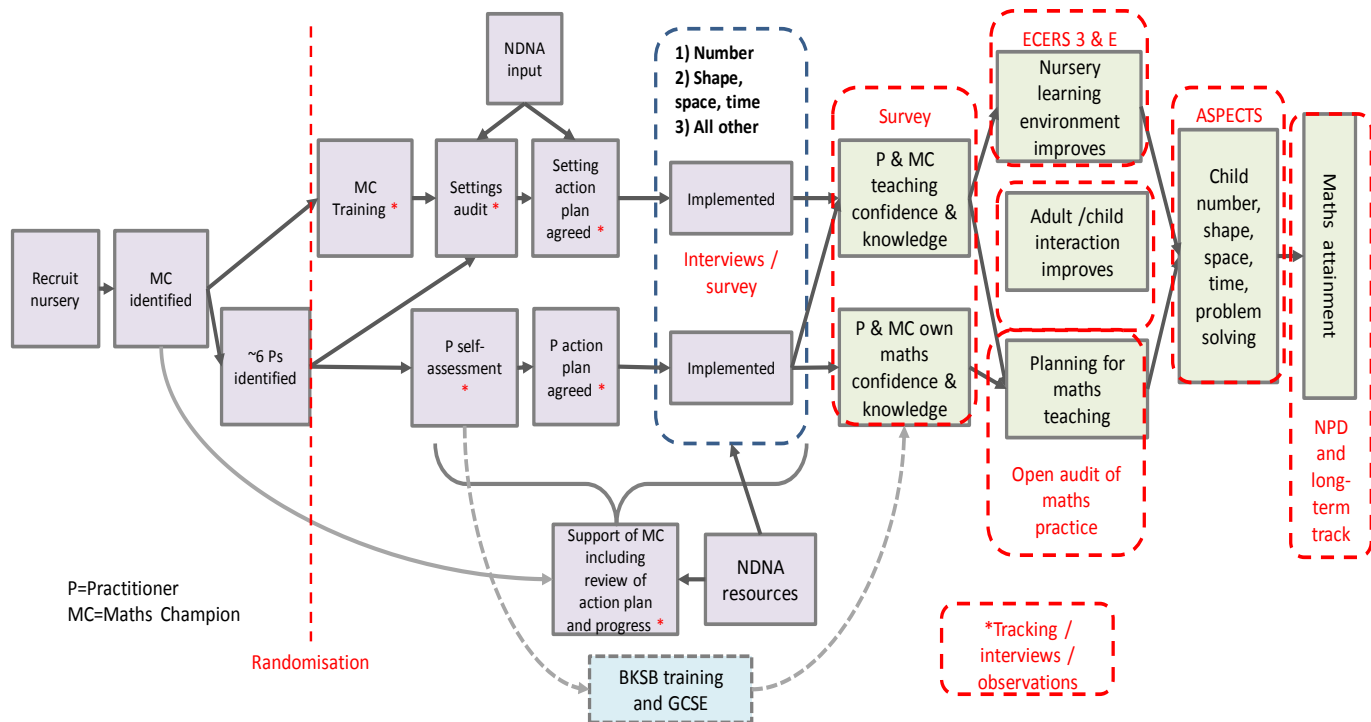 NDNA
input
1) Number
2) Shape,
space, time
3) All other
ECERS 3 & E
Nursery
learning
environment
improves
Survey
ASPECTS
MC
Training *
Settings
audit *
Setting
action plan
agreed *
Implemented
P & MC
teaching
confidence &
knowledge
Child
number,
shape,
space,
time,
problem
solving
Maths attainment
Adult /child
interaction
improves
Recruit
nursery
MC
identified
Interviews /
survey
~6 Ps
identified
P self-
assessment
*
P action
plan
agreed *
Implemented
P & MC own
maths
confidence &
knowledge
Planning for
maths
teaching
NPD
and
long-
term
track
Open audit of
maths
practice
Support of MC
including
review of
action plan
and progress *
NDNA
resources
P=Practitioner
MC=Maths Champion
Randomisation
BKSB training
and GCSE
*Tracking /
interviews /
observations